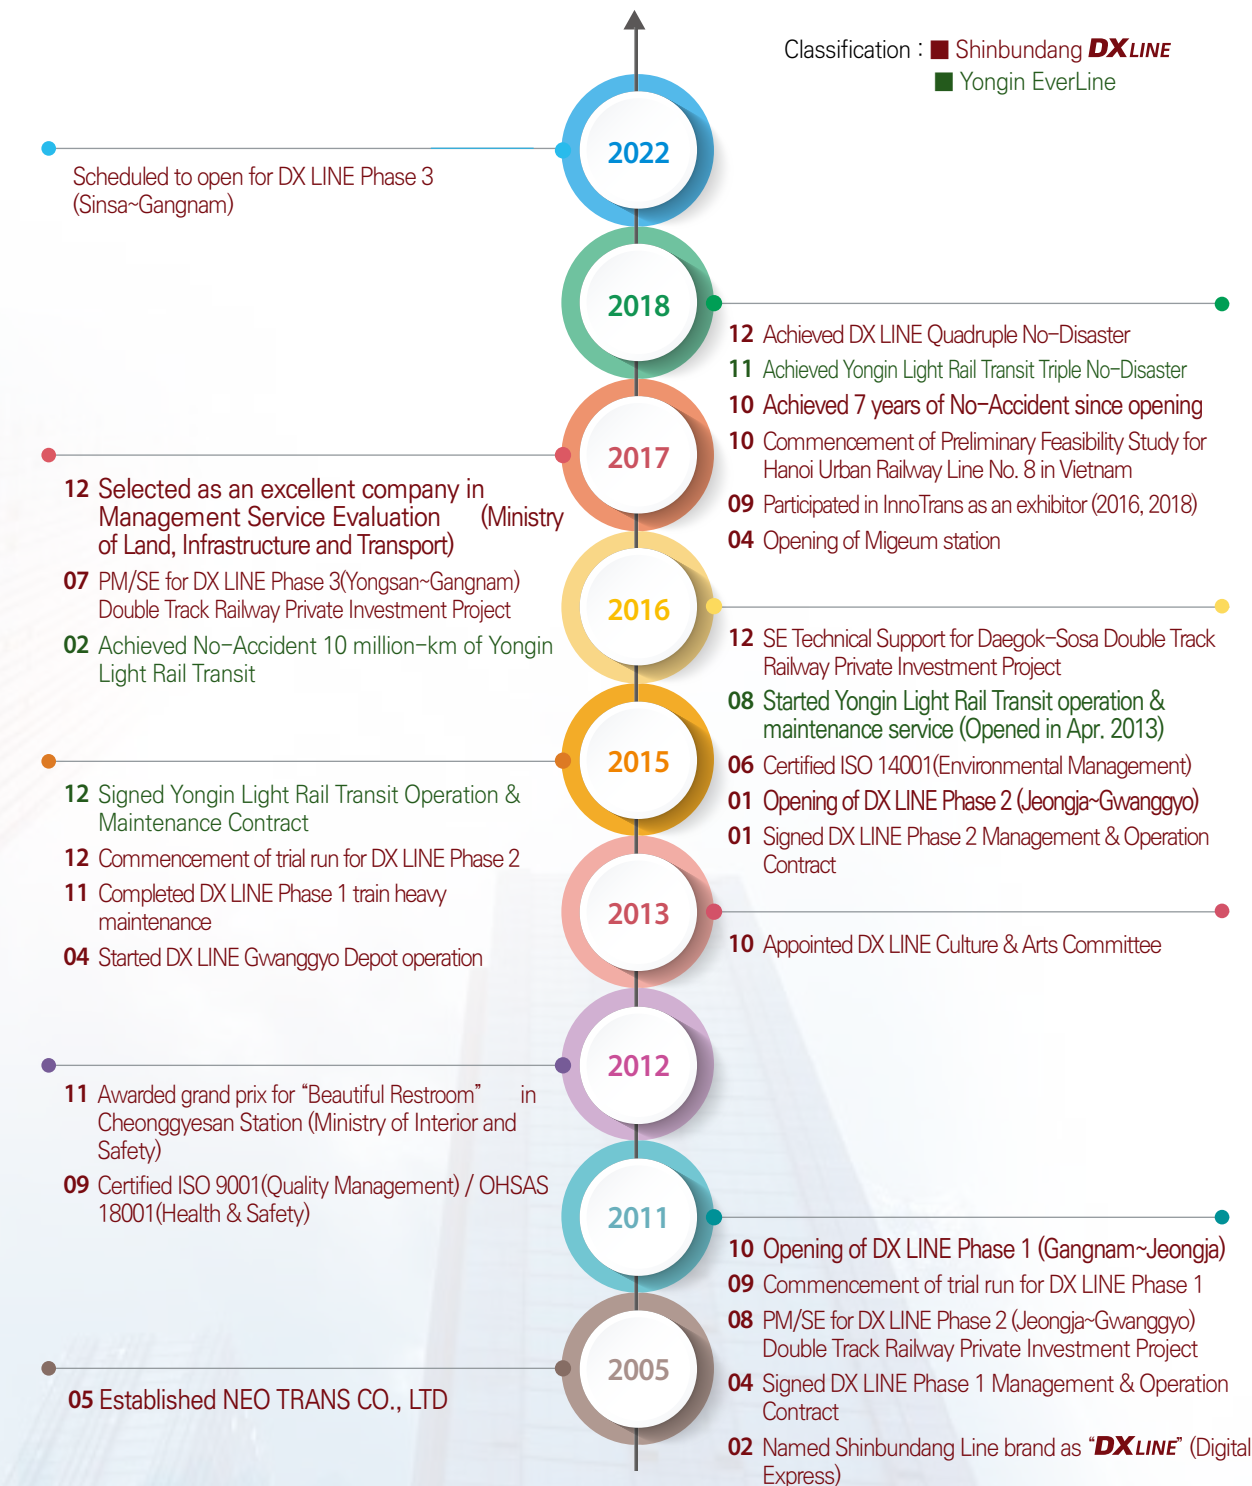 Classification : ■ Shinbundang DX LINE
■ Yongin EverLine
2022
Scheduled to open for DX LINE Phase 3
(Sinsa~Gangnam)
2018
12 Achieved DX LINE Quadruple No-Disaster
11 Achieved Yongin Light Rail Transit Triple No-Disaster
10 Achieved 7 years of No-Accident since opening
10 Commencement of Preliminary Feasibility Study for
Hanoi Urban Railway Line No. 8 in Vietnam
09 Participated in InnoTrans as an exhibitor (2016, 2018)
04 Opening of Migeum station
2017
12 Selected as an excellent company in
Management Service Evaluation (Ministry
of Land, Infrastructure and Transport)
07 PM/SE for DX LINE Phase 3(Yongsan~Gangnam)
Double Track Railway Private Investment Project
02 Achieved No-Accident 10 million-km of Yongin
Light Rail Transit
2016
12 SE Technical Support for Daegok-Sosa Double Track
Railway Private Investment Project
08 Started Yongin Light Rail Transit operation &
maintenance service (Opened in Apr. 2013)
06 Certified ISO 14001(Environmental Management)
01 Opening of DX LINE Phase 2 (Jeongja~Gwanggyo)
01 Signed DX LINE Phase 2 Management & Operation
Contract
2015
12 Signed Yongin Light Rail Transit Operation &
Maintenance Contract
12 Commencement of trial run for DX LINE Phase 2
11 Completed DX LINE Phase 1 train heavy
maintenance
04 Started DX LINE Gwanggyo Depot operation
2013
10 Appointed DX LINE Culture & Arts Committee
2012
11 Awarded grand prix for “Beautiful Restroom” in
Cheonggyesan Station (Ministry of Interior and
Safety)
09 Certified ISO 9001(Quality Management) / OHSAS
18001(Health & Safety)
2011
10 Opening of DX LINE Phase 1 (Gangnam~Jeongja)
09 Commencement of trial run for DX LINE Phase 1
08 PM/SE for DX LINE Phase 2 (Jeongja~Gwanggyo)
Double Track Railway Private Investment Project
04 Signed DX LINE Phase 1 Management & Operation
Contract
02 Named Shinbundang Line brand as “DX LINE” (Digital
Express)
2005
05 Established NEO TRANS CO., LTD